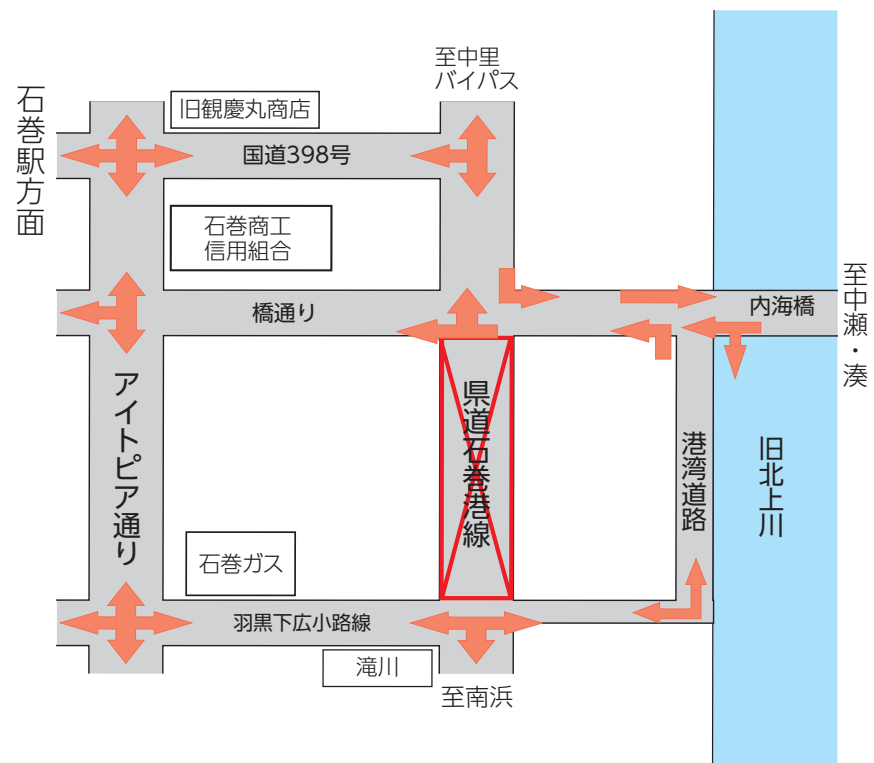 至中里
バイパス
石巻駅方面
旧観慶丸商店
国道398号
石巻商工
信用組合
橋通り
内海橋
至中瀬・湊
アイトピア通り
県道石巻港線
港湾道路
旧北上川
石巻ガス
羽黒下広小路線
滝川
至南浜